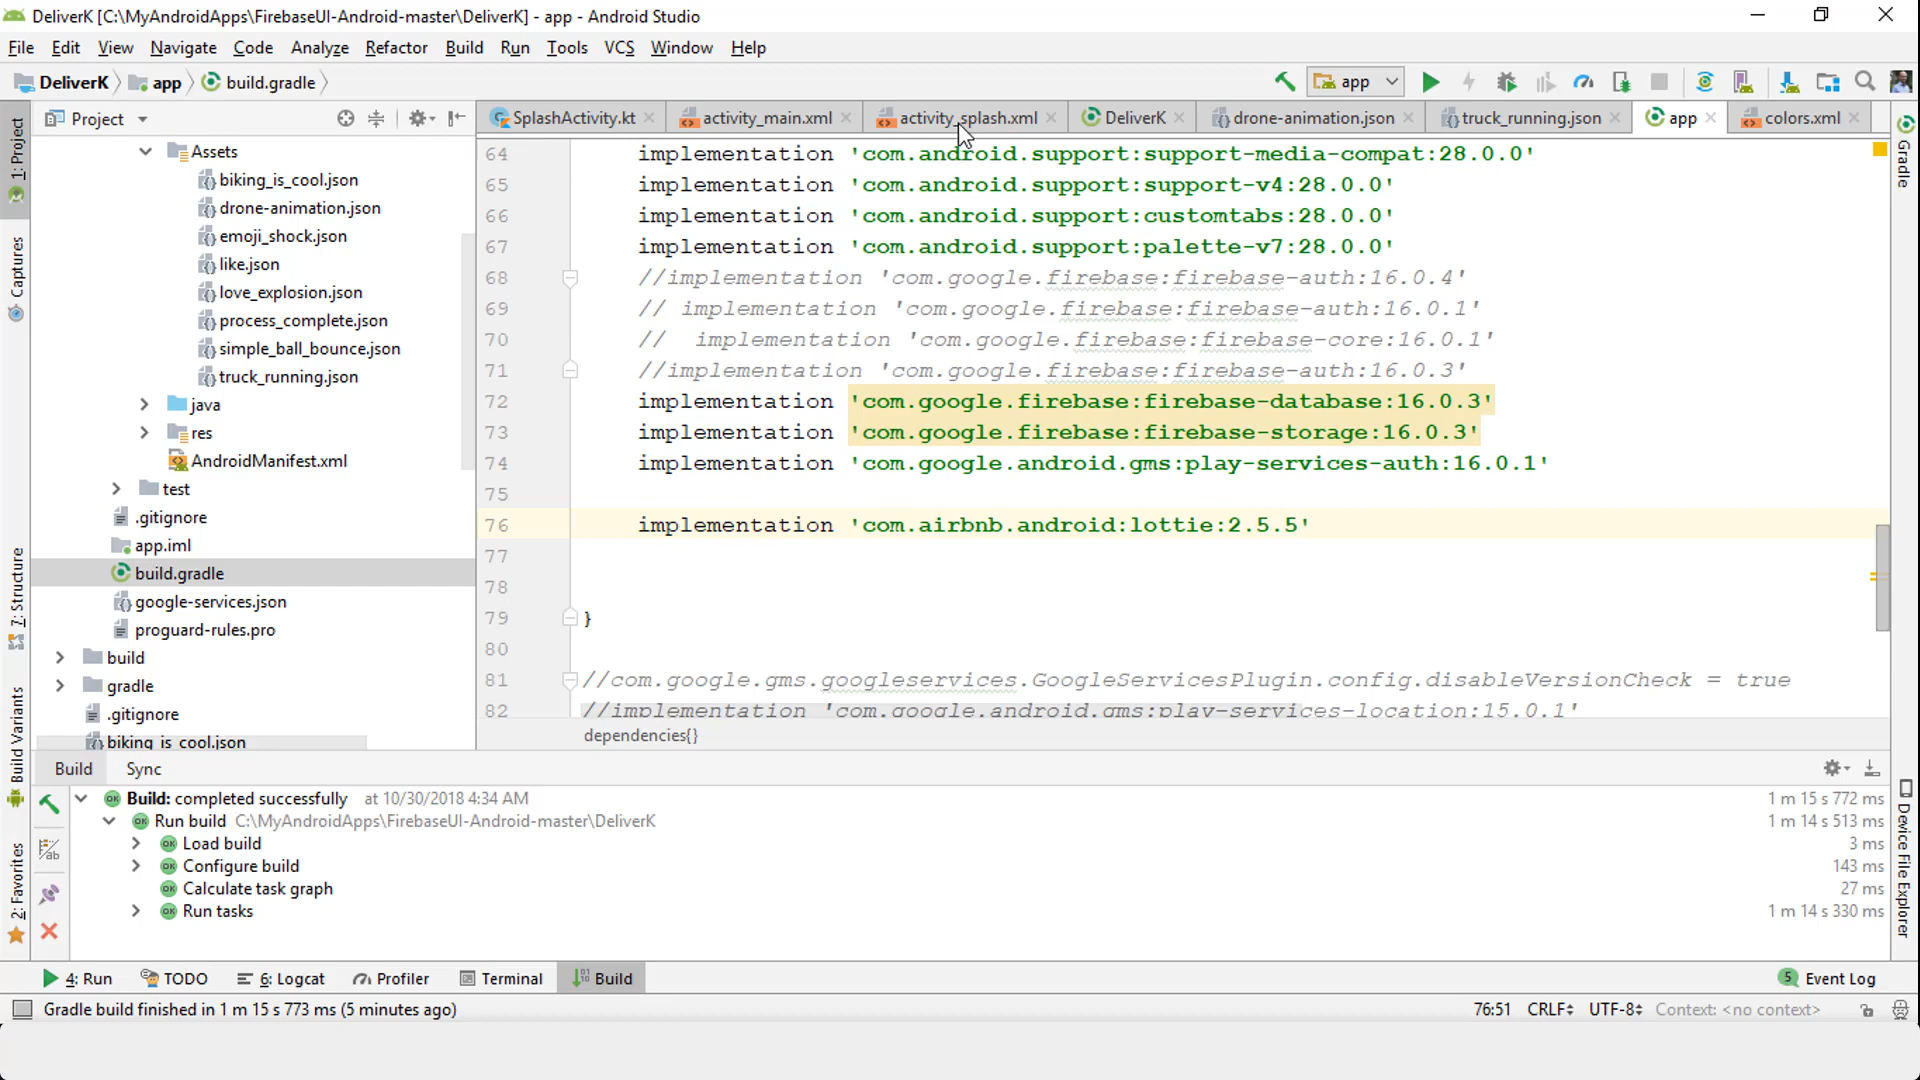 DeliverK [C:\MyAndroidApps\FirebaseUI-Android-master\DeliverK] - app - Android Studio
File Edit View Navigate Code Analyze Refactor Build Run Tools VCS Window Help
DeliverK app build.gradle app
Project SplashActivity.kt activity_main.xml activity_splash.xml DeliverK drone-animation.json truck_running.json app colors.xml
1: Project
Captures
7: Structure
Build Variants
2: Favorites
Assets
biking_is_cool.json
drone-animation.json
emoji_shock.json
like.json
love_explosion.json
process_complete.json
simple_ball_bounce.json
truck_running.json
java
res
AndroidManifest.xml
test
.gitignore
app.iml
build.gradle
google-services.json
proguard-rules.pro
build
gradle
.gitignore
biking_is_cool.json
64 implementation 'com.android.support:support-media-compat:28.0.0'
65 implementation 'com.android.support:support-v4:28.0.0'
66 implementation 'com.android.support:customtabs:28.0.0'
67 implementation 'com.android.support:palette-v7:28.0.0'
68 //implementation 'com.google.firebase:firebase-auth:16.0.4'
69 // implementation 'com.google.firebase:firebase-auth:16.0.1'
70 //  implementation 'com.google.firebase:firebase-core:16.0.1'
71 //implementation 'com.google.firebase:firebase-auth:16.0.3'
72 implementation 'com.google.firebase:firebase-database:16.0.3'
73 implementation 'com.google.firebase:firebase-storage:16.0.3'
74 implementation 'com.google.android.gms:play-services-auth:16.0.1'
75
76 implementation 'com.airbnb.android:lottie:2.5.5'
77
78
79 }
80
81 //com.google.gms.googleservices.GoogleServicesPlugin.config.disableVersionCheck = true
82 //implementation 'com.google.android.gms:play-services-location:15.0.1'
dependencies{}
Gradle
Device File Explorer
Build Sync
Build: completed successfully at 10/30/2018 4:34 AM 1 m 15 s 772 ms
Run build C:\MyAndroidApps\FirebaseUI-Android-master\DeliverK 1 m 14 s 513 ms
Load build 3 ms
Configure build 143 ms
Calculate task graph 27 ms
Run tasks 1 m 14 s 330 ms
4: Run TODO 6: Logcat Profiler Terminal Build 5 Event Log
Gradle build finished in 1 m 15 s 773 ms (5 minutes ago) 76:51 CRLF UTF-8 Context: <no context>